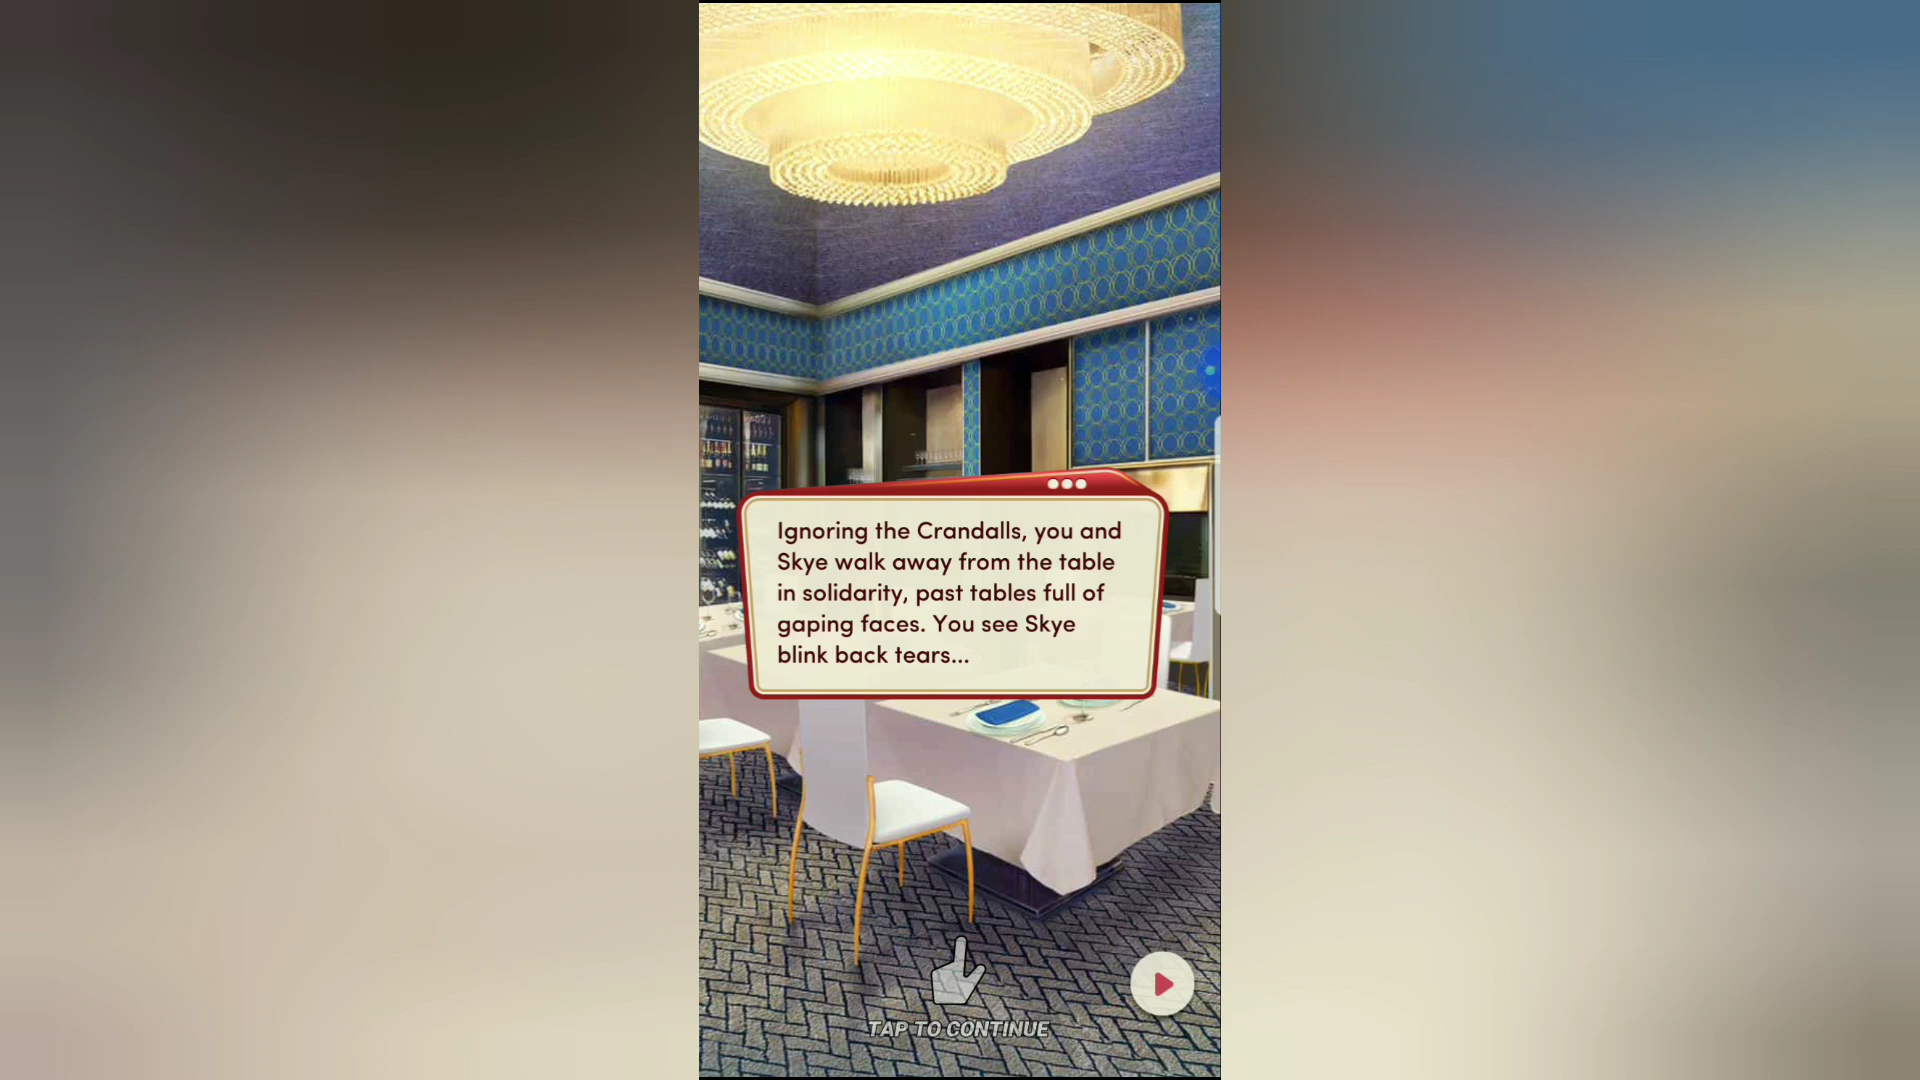 Ignoring the Crandalls, you and
Skye walk away from the table
in solidarity, past tables full of
gaping faces. You see Skye
blink back tears...
TAP TO CONTINUE